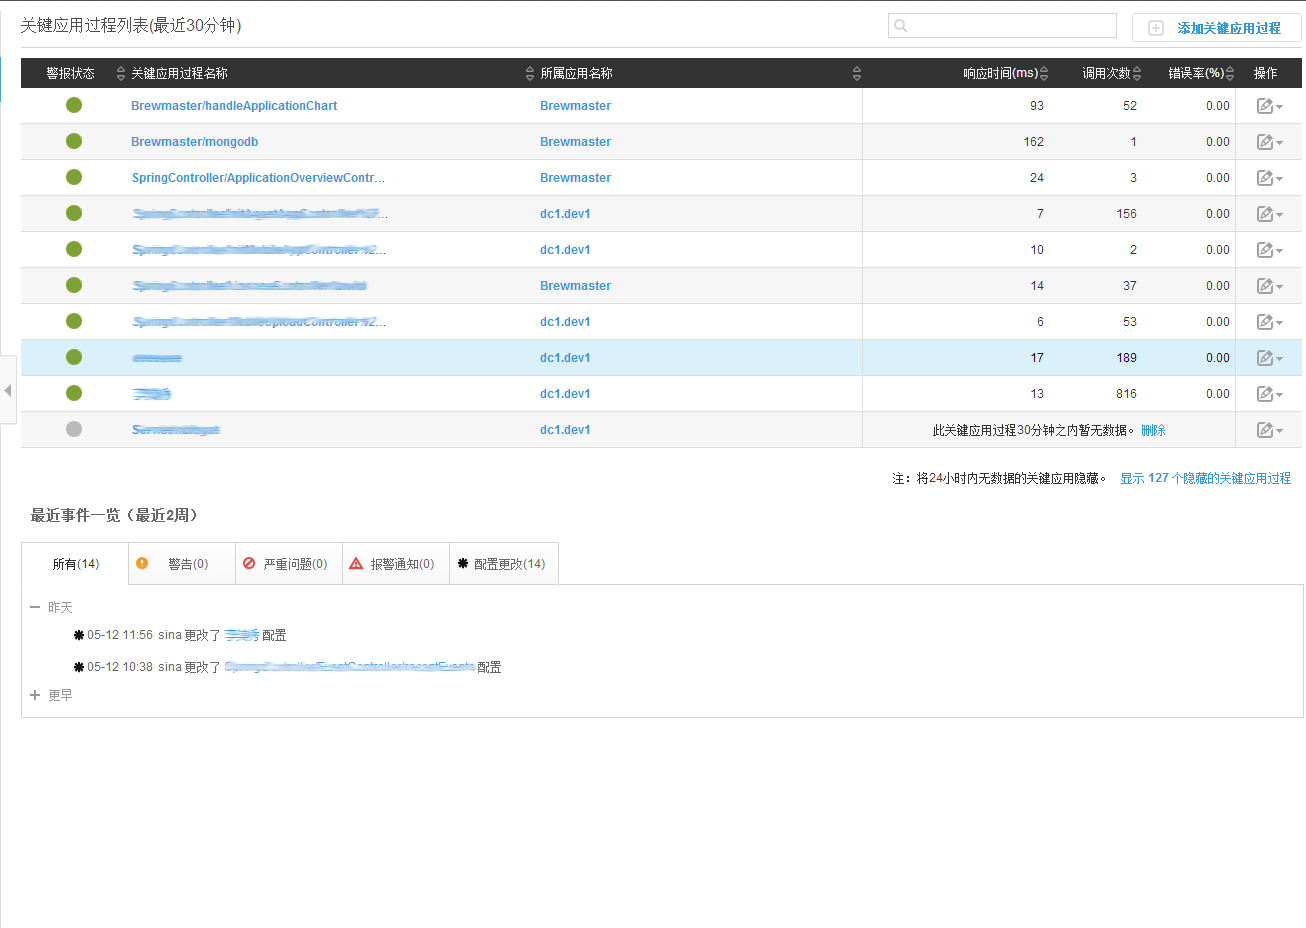 关键应用过程列表(最近30分钟)
添加关键应用过程
警报状态 关键应用过程名称 所属应用名称 响应时间(ms) 调用次数 错误率(%) 操作
Brewmaster/handleApplicationChart Brewmaster 93 52 0.00
Brewmaster/mongodb Brewmaster 162 1 0.00
SpringController/ApplicationOverviewContr... Brewmaster 24 3 0.00
dc1.dev1 7 156 0.00
dc1.dev1 10 2 0.00
Brewmaster 14 37 0.00
dc1.dev1 6 53 0.00
dc1.dev1 17 189 0.00
dc1.dev1 13 816 0.00
dc1.dev1 此关键应用过程30分钟之内暂无数据。 删除
注：将24小时内无数据的关键应用隐藏。 显示 127 个隐藏的关键应用过程
最近事件一览（最近2周）
所有(14) 警告(0) 严重问题(0) 报警通知(0) 配置更改(14)
昨天
05-12 11:56 sina 更改了 配置
05-12 10:38 sina 更改了 SpringController/EventController/recentEvents 配置
更早